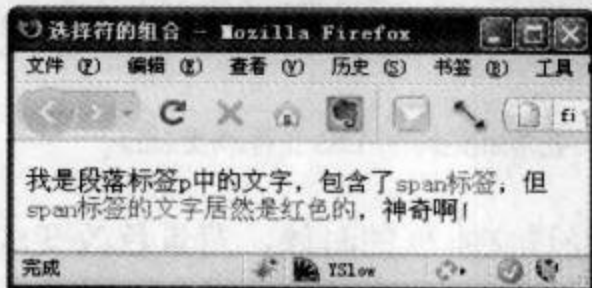 选择符的组合 - Mozilla Firefox
文件 (F) 编辑 (E) 查看 (V) 历史 (S) 书签 (B) 工具
fi
我是段落标签p中的文字，包含了span标签；但
span标签的文字居然是红色的，神奇啊！
完成 YSlow